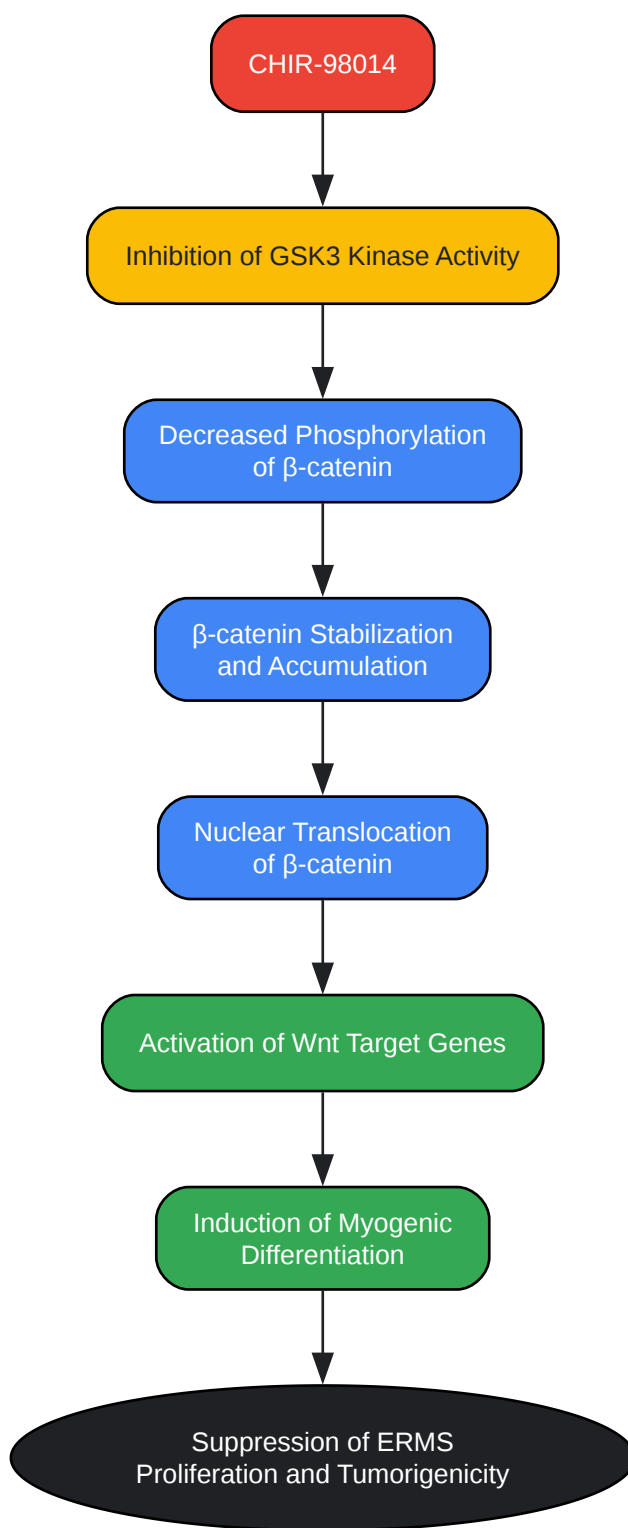 CHIR-98014
Inhibition of GSK3 Kinase Activity
Decreased Phosphorylation
of β-catenin
β-catenin Stabilization
and Accumulation
Nuclear Translocation
of β-catenin
Activation of Wnt Target Genes
Induction of Myogenic
Differentiation
Suppression of ERMS
Proliferation and Tumorigenicity